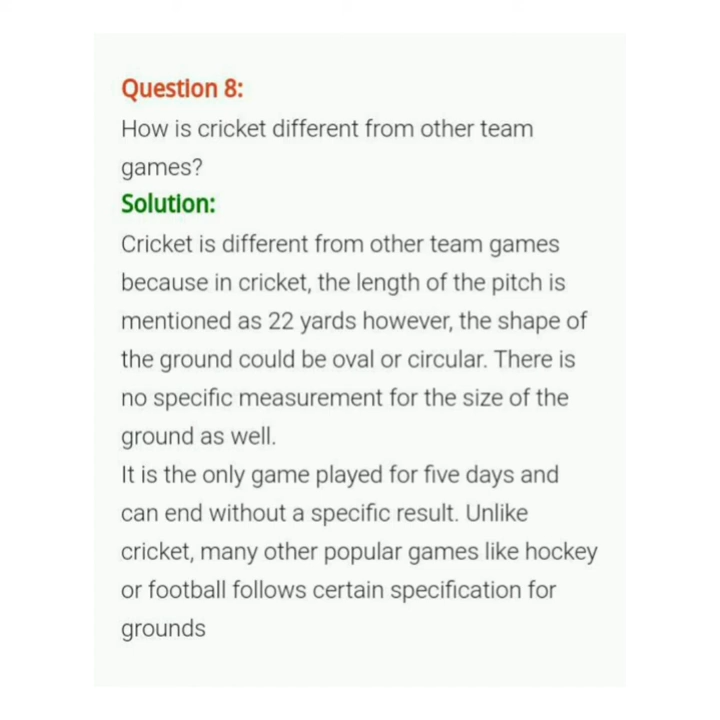 Question 8:
How is cricket different from other team
games?
Solution:
Cricket is different from other team games
because in cricket, the length of the pitch is
mentioned as 22 yards however, the shape of
the ground could be oval or circular. There is
no specific measurement for the size of the
ground as well.
It is the only game played for five days and
can end without a specific result. Unlike
cricket, many other popular games like hockey
or football follows certain specification for
grounds